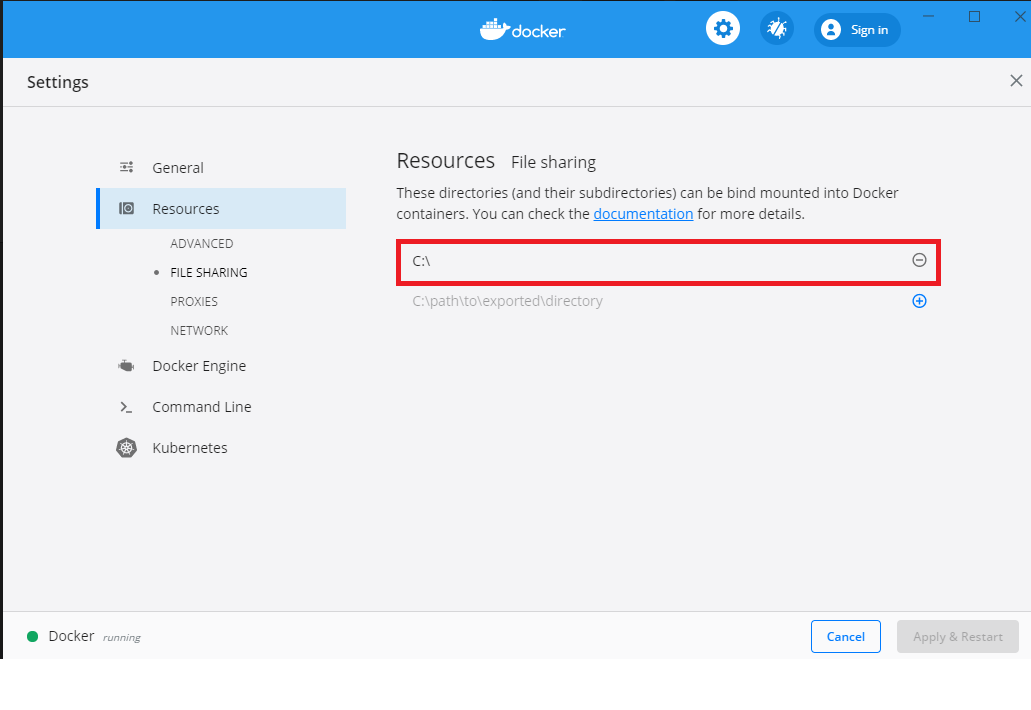 docker
Sign in
Settings
General
Resources
ADVANCED
FILE SHARING
PROXIES
NETWORK
Docker Engine
Command Line
Kubernetes
Resources File sharing
These directories (and their subdirectories) can be bind mounted into Docker
containers. You can check the documentation for more details.
C:\
C:\path\to\exported\directory
Docker running
Cancel
Apply & Restart